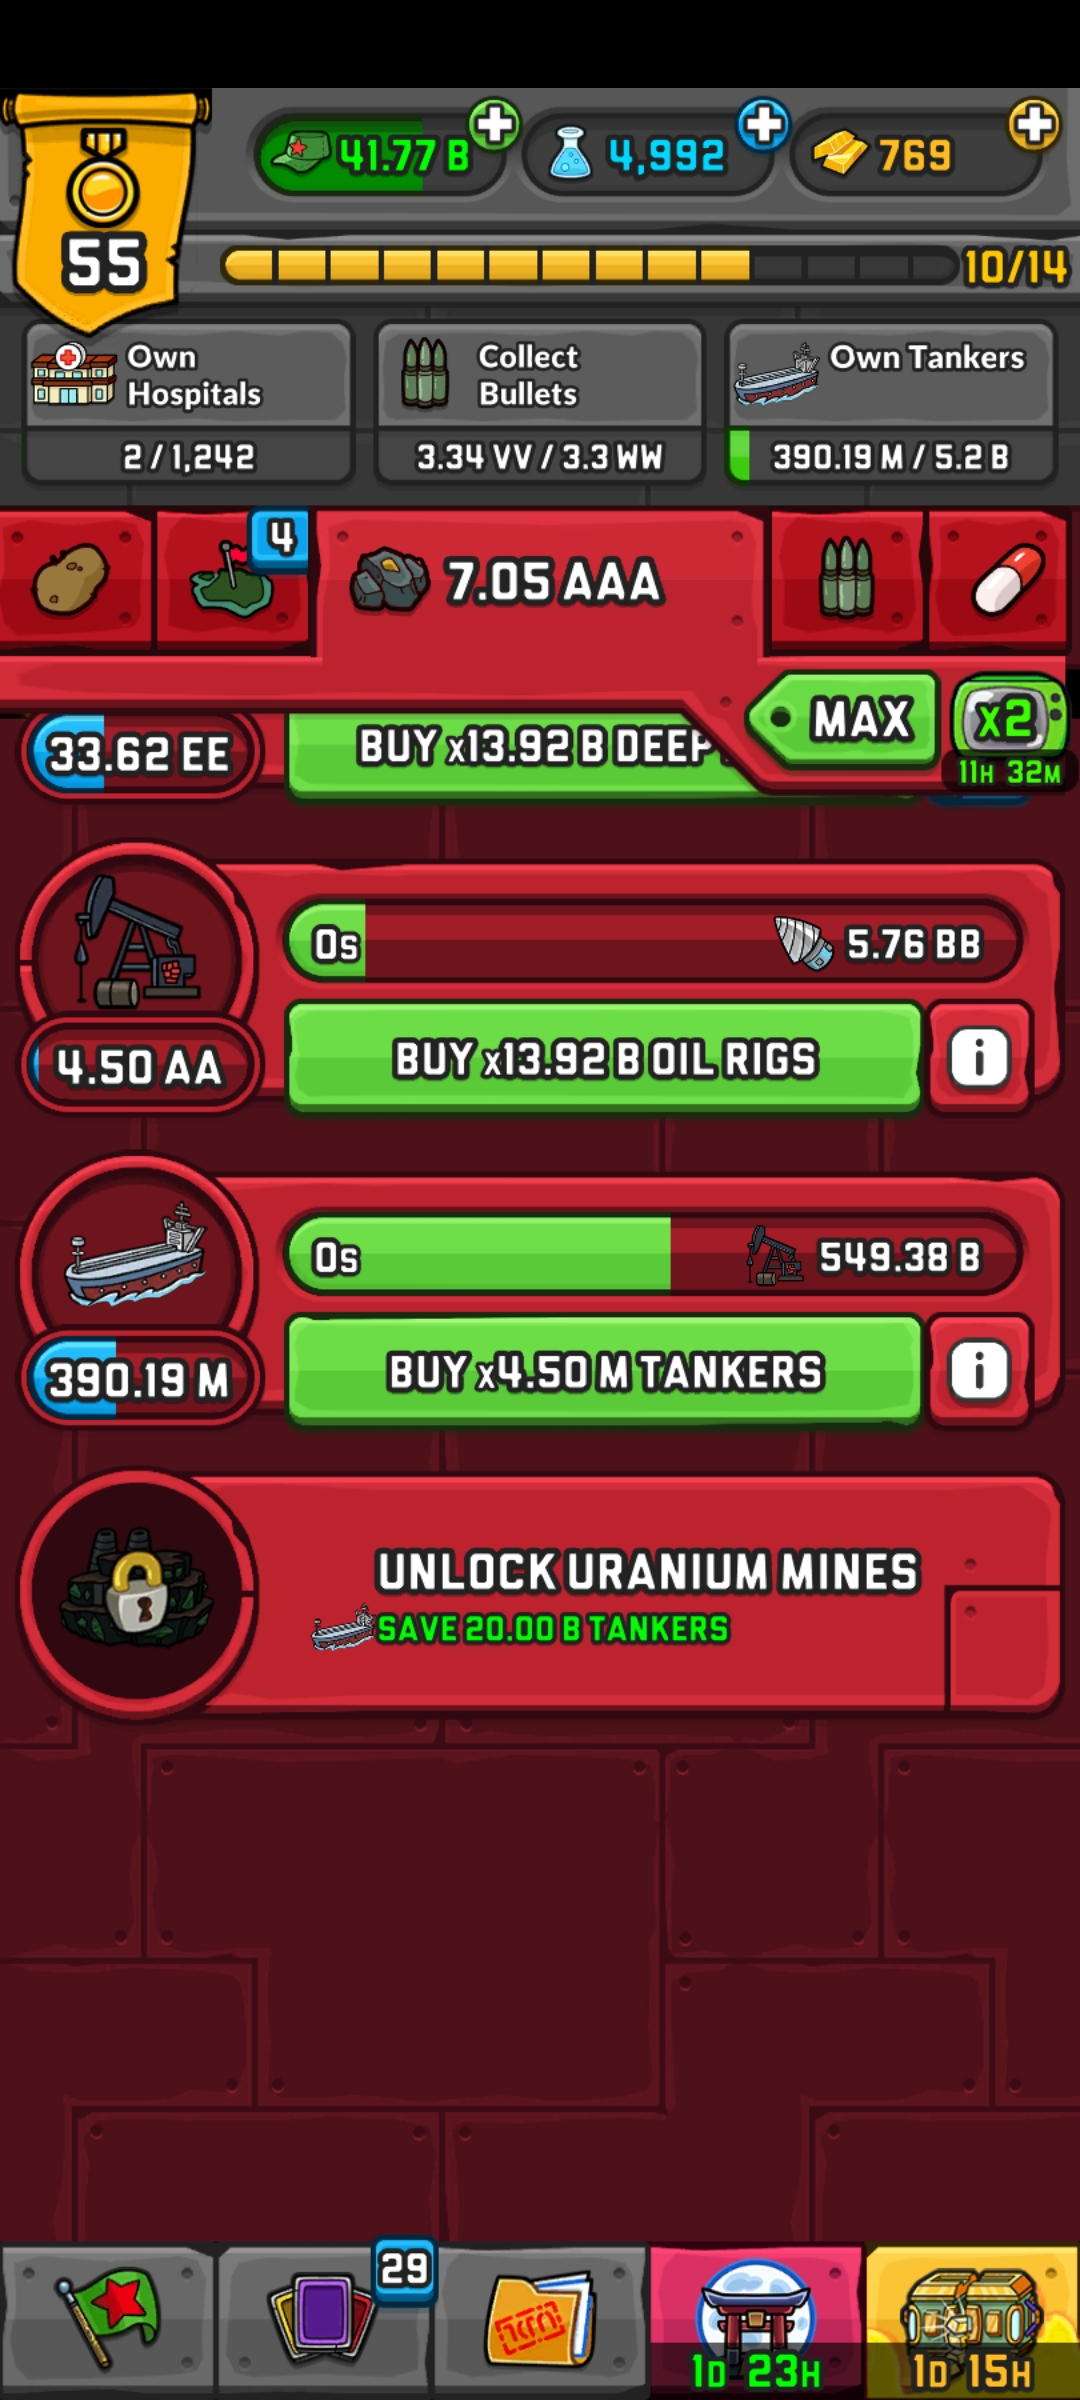 41.77 B
4,992
769
55
10/14
Own
Hospitals
2 / 1,242
Collect
Bullets
3.34 VV / 3.3 WW
Own Tankers
390.19 M / 5.2 B
4
7.05 AAA
MAX
x2
11H 32M
33.62 EE
BUY x13.92 B DEEP
0s
5.76 BB
4.50 AA
BUY x13.92 B OIL RIGS
i
0s
549.38 B
390.19 M
BUY x4.50 M TANKERS
i
UNLOCK URANIUM MINES
SAVE 20.00 B TANKERS
29
1D 23H
1D 15H